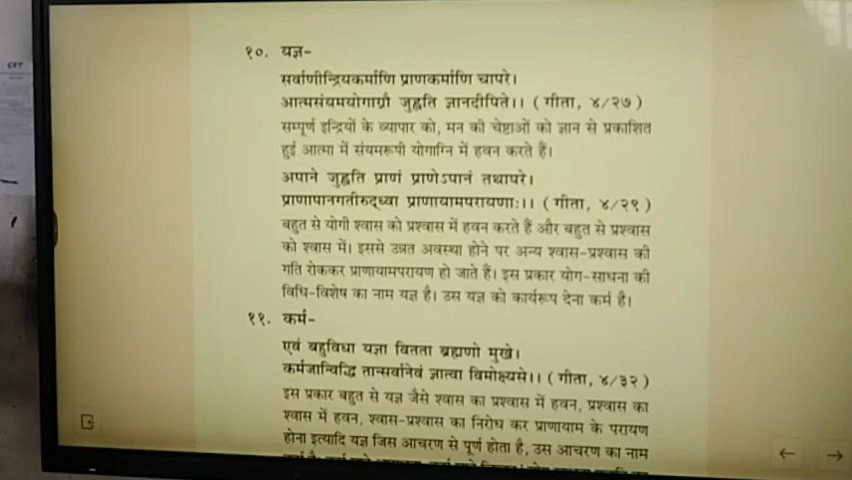 १०. यज्ञ-
सर्वाणीन्द्रियकर्माणि प्राणकर्माणि चापरे।
आत्मसंयमयोगाग्नौ जुह्वति ज्ञानदीपिते।। ( गीता, ४/२७ )
सम्पूर्ण इन्द्रियों के व्यापार को, मन की चेष्टाओं को ज्ञान से प्रकाशित
हुई आत्मा में संयमरूपी योगाग्नि में हवन करते हैं।
अपाने जुह्वति प्राणं प्राणेऽपानं तथापरे।
प्राणापानगतीरुद्ध्वा प्राणायामपरायणाः।। ( गीता, ४/२९ )
बहुत से योगी श्वास को प्रश्वास में हवन करते हैं और बहुत से प्रश्वास
को श्वास में। इससे उन्नत अवस्था होने पर अन्य श्वास-प्रश्वास की
गति रोककर प्राणायामपरायण हो जाते हैं। इस प्रकार योग-साधना की
विधि-विशेष का नाम यज्ञ है। उस यज्ञ को कार्यरूप देना कर्म है।
११. कर्म-
एवं बहुविधा यज्ञा वितता ब्रह्मणो मुखे।
कर्मजान्विद्धि तान्सर्वानेवं ज्ञात्वा विमोक्ष्यसे।। ( गीता, ४/३२ )
इस प्रकार बहुत से यज्ञ जैसे श्वास का प्रश्वास में हवन, प्रश्वास का
श्वास में हवन, श्वास-प्रश्वास का निरोध कर प्राणायाम के परायण
होना इत्यादि यज्ञ जिस आचरण से पूर्ण होता है, उस आचरण का नाम